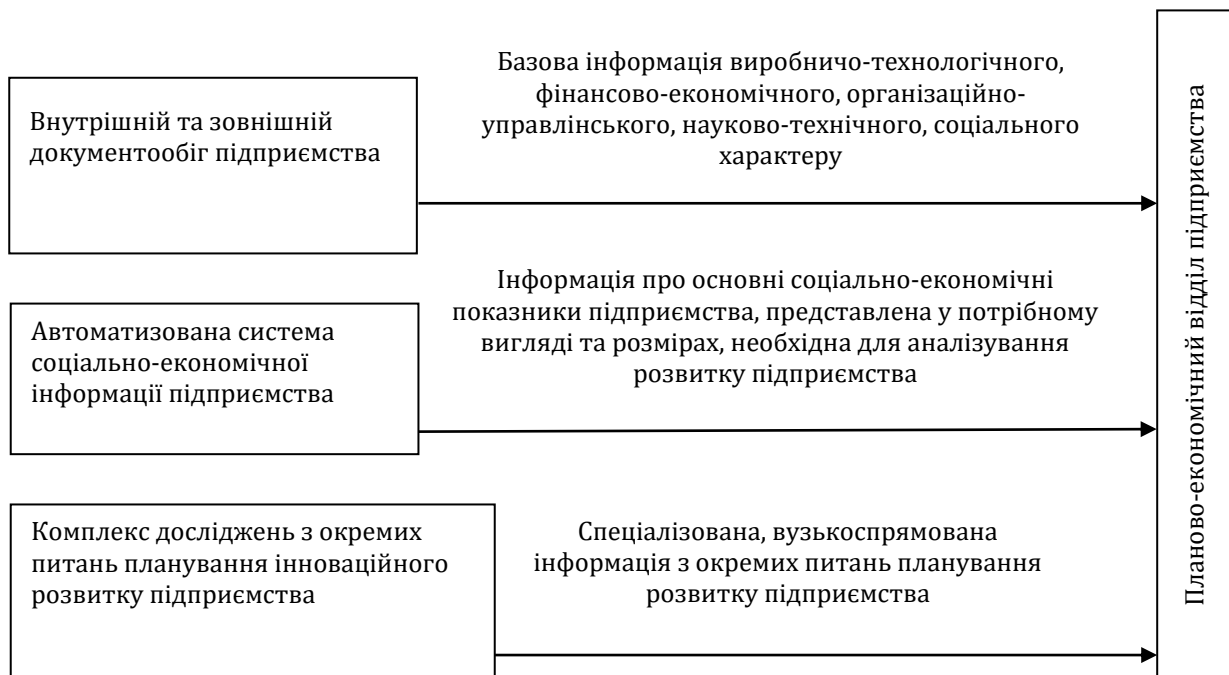 Базова інформація виробничо-технологічного,
фінансово-економічного, організаційно-
управлінського, науково-технічного, соціального
характеру
Внутрішній та зовнішній
документообіг підприємства
Інформація про основні соціально-економічні
показники підприємства, представлена у потрібному
вигляді та розмірах, необхідна для аналізування
розвитку підприємства
Автоматизована система
соціально-економічної
інформації підприємства
Комплекс досліджень з окремих
питань планування інноваційного
розвитку підприємства
Спеціалізована, вузькоспрямована
інформація з окремих питань планування
розвитку підприємства
Планово-економічний відділ підприємства